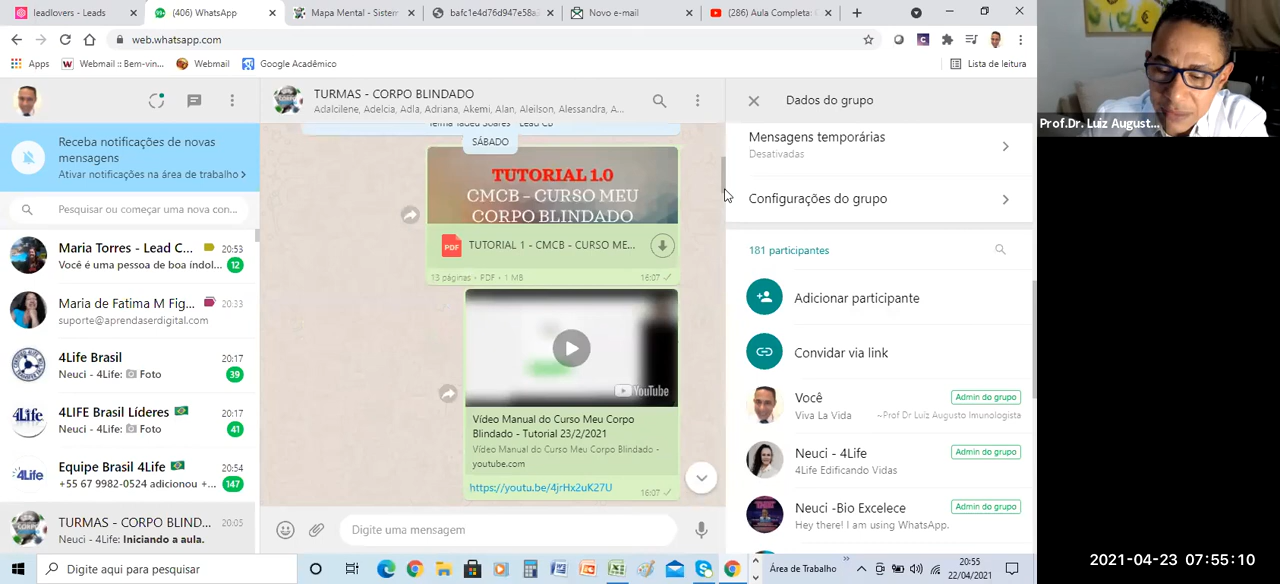 leadlovers - Leads
(406) WhatsApp
Mapa Mental - Sistem
bafc1e4d76d947e58a2
Novo e-mail
(286) Aula Completa:
web.whatsapp.com
Apps
Webmail :: Bem-vin...
Webmail
Google Acadêmico
Lista de leitura
TURMAS - CORPO BLINDADO
Adalcilene, Adelcia, Adla, Adriana, Akemi, Alan, Aleilson, Alessandra, A...
Dados do grupo
Receba notificações de novas
mensagens
Ativar notificações na área de trabalho
Pesquisar ou começar uma nova con...
Maria Torres - Lead C...
20:53
Você é uma pessoa de boa índol...
12
Maria de Fatima M Fig...
20:33
suporte@aprendaserdigital.com
4Life Brasil
20:17
Neuci - 4Life: Foto
39
4LIFE Brasil Líderes
20:17
Neuci - 4Life: Foto
41
Equipe Brasil 4Life
20:54
+55 67 9982-0524 adicionou +...
147
TURMAS - CORPO BLIND...
20:05
Neuci - 4Life: Iniciando a aula.
SÁBADO
TUTORIAL 1.0
CMCB - CURSO MEU
CORPO BLINDADO
PDF
TUTORIAL 1 - CMCB - CURSO ME...
13 páginas • PDF • 1 MB
16:07
YouTube
Vídeo Manual do Curso Meu Corpo
Blindado - Tutorial 23/2/2021
Vídeo Manual do Curso Meu Corpo Blindado -
youtube.com
https://youtu.be/4jrHx2uK27U
16:07
Digite uma mensagem
Mensagens temporárias
Desativadas
Configurações do grupo
181 participantes
Adicionar participante
Convidar via link
Você
Admin do grupo
Viva La Vida
~Prof Dr Luiz Augusto Imunologista
Neuci - 4Life
Admin do grupo
4Life Edificando Vidas
Neuci -Bio Excelece
Admin do grupo
Hey there! I am using WhatsApp.
Digite aqui para pesquisar
Área de Trabalho
20:55
22/04/2021
Prof.Dr. Luiz August...
2021-04-23 07:55:10